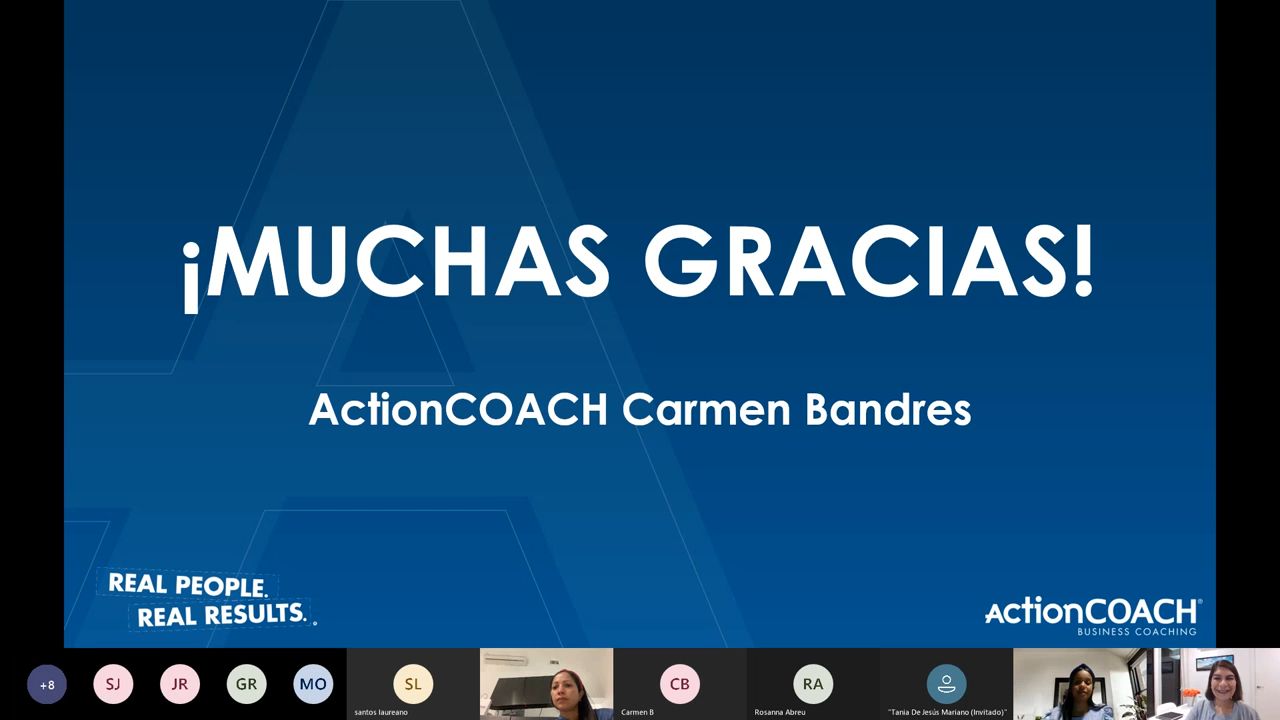 ¡MUCHAS GRACIAS!
ActionCOACH Carmen Bandres
REAL PEOPLE.
REAL RESULTS.
ActionCOACH®
BUSINESS COACHING
+8
SJ
JR
GR
MO
SL
CB
RA
santos laureano
Carmen B
Rosanna Abreu
"Tania De Jesús Mariano (Invitado)"